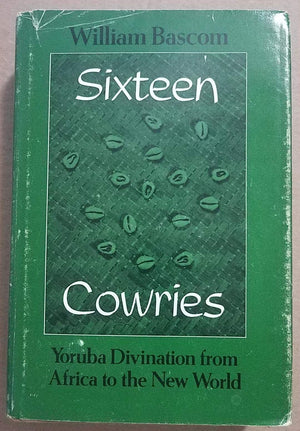 William Bascom
Sixteen
Cowries
Yoruba Divination from
Africa to the New World